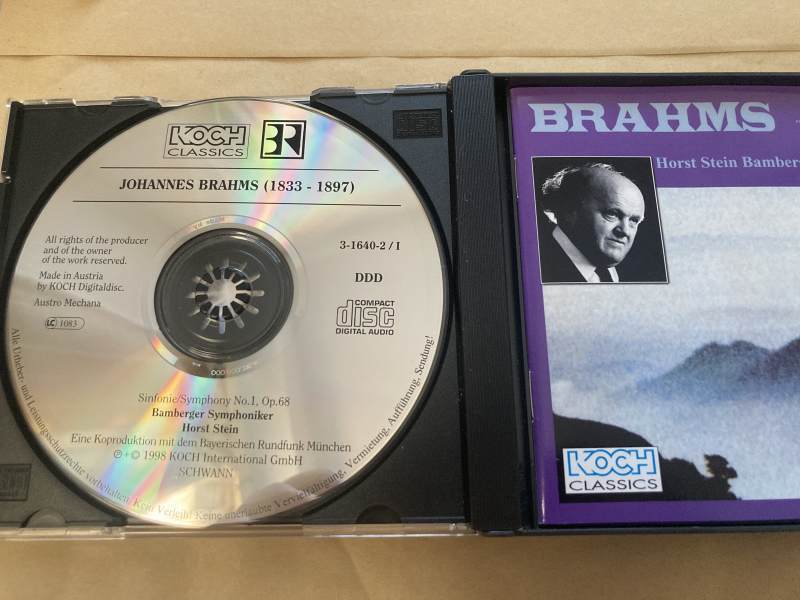 KOCH
CLASSICS
BR
JOHANNES BRAHMS (1833 - 1897)
All rights of the producer
and of the owner
of the work reserved.
Made in Austria
by KOCH Digitaldisc.
Austro Mechana
LC 1083
3-1640-2 / I
DDD
COMPACT
disc
DIGITAL AUDIO
Sinfonie/Symphony No.1, Op.68
Bamberger Symphoniker
Horst Stein
Eine Koproduktion mit dem Bayerischen Rundfunk München
℗ + © 1998 KOCH International GmbH
SCHWANN
Alle Urheber- und Leistungsschutzrechte vorbehalten. Kein Verleih! Keine unerlaubte Vervielfältigung, Vermietung, Aufführung, Sendung!
BRAHMS
Horst Stein Bambers
KOCH
CLASSICS